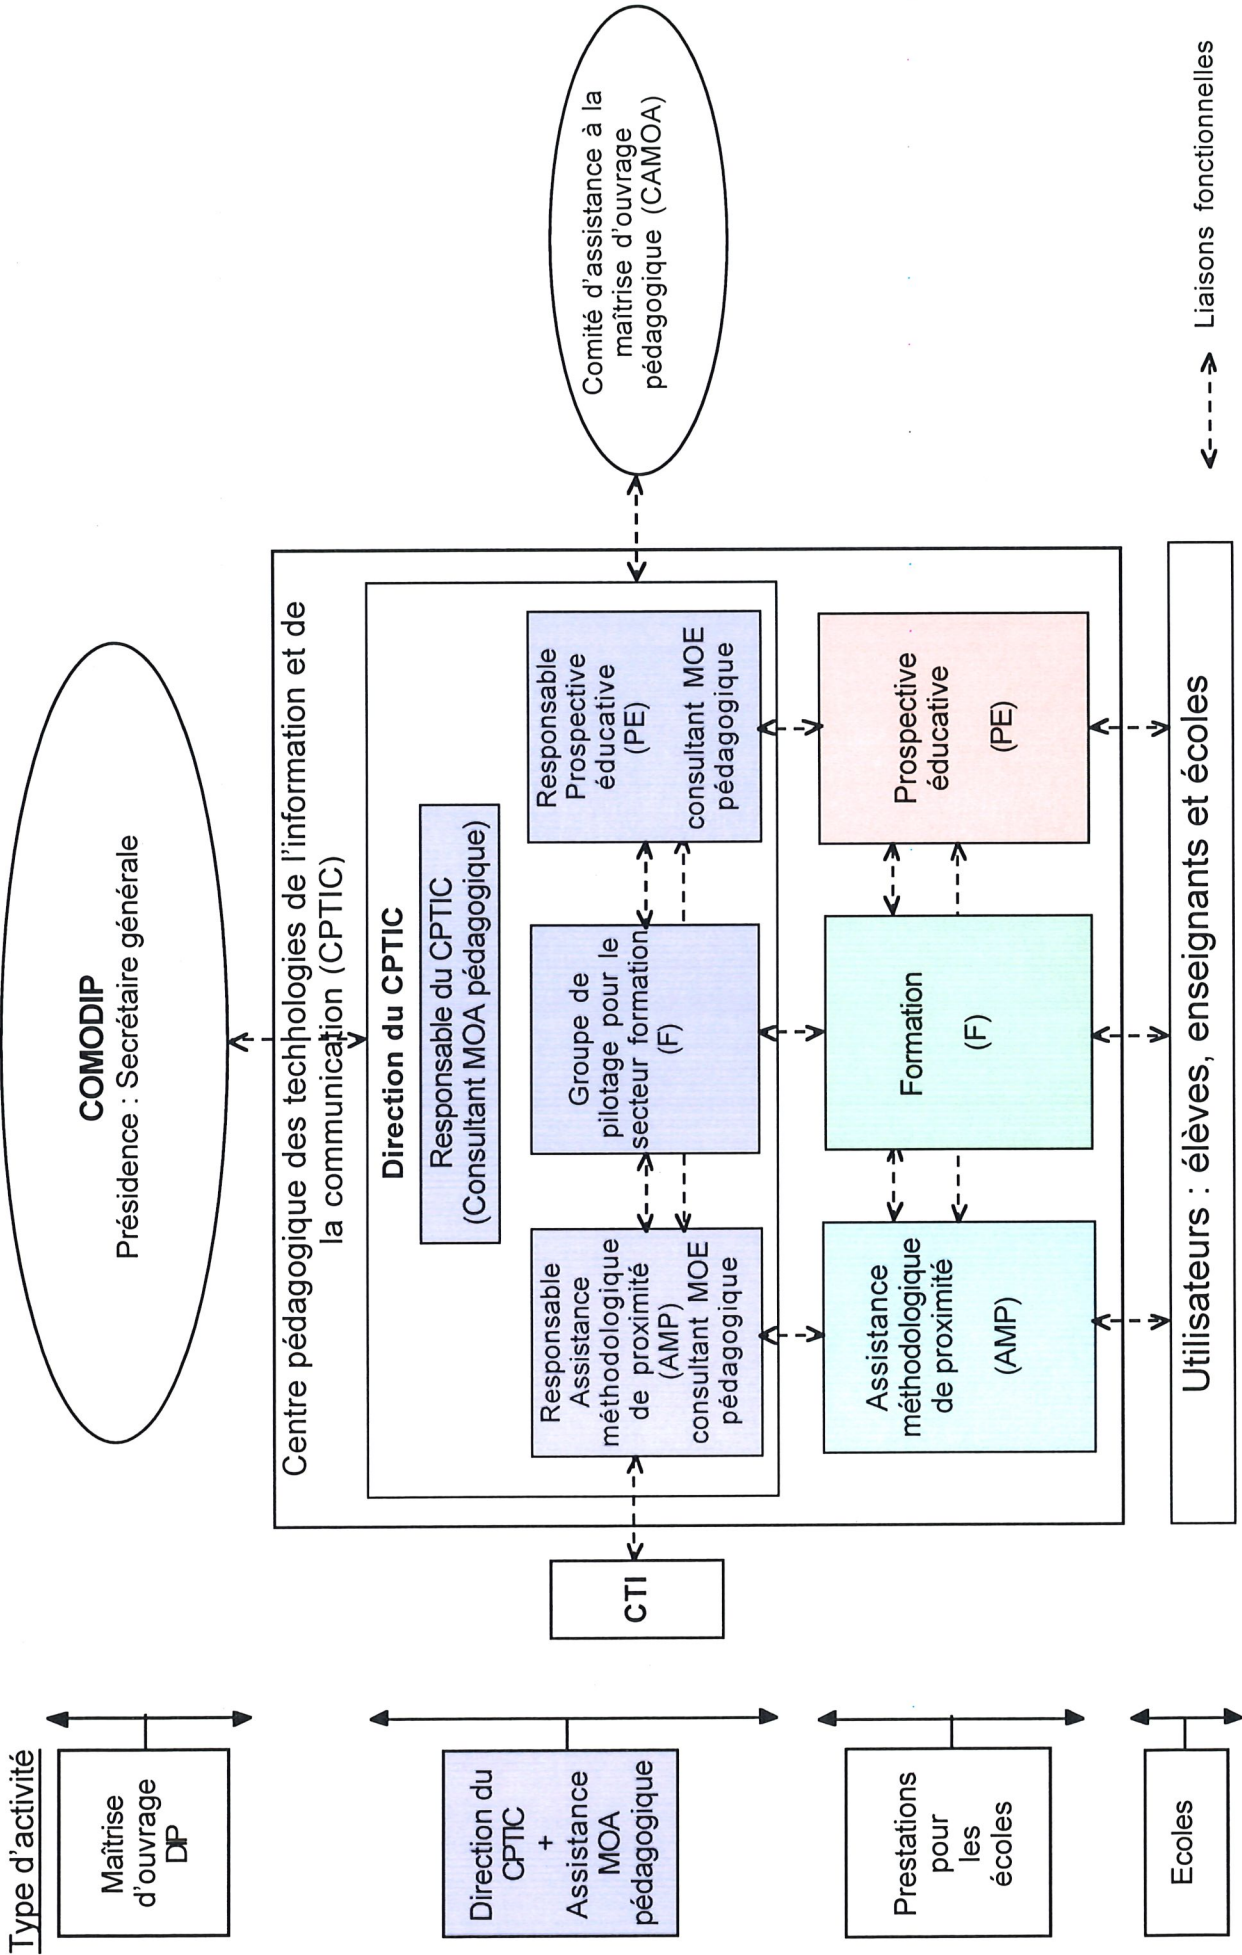 Type d'activité
Maîtrise
d'ouvrage
DIP
Direction du
CPTIC
+
Assistance
MOA
pédagogique
Prestations
pour
les
écoles
Ecoles
COMODIP
Présidence : Secrétaire générale
Centre pédagogique des technologies de l'information et de
la communication (CPTIC)
Direction du CPTIC
Responsable du CPTIC
(Consultant MOA pédagogique)
CTI
Responsable
Assistance
méthodologique
de proximité
(AMP)
consultant MOE
pédagogique
Groupe de
pilotage pour le
secteur formation
(F)
Responsable
Prospective
éducative
(PE)
consultant MOE
pédagogique
Comité d'assistance à la
maîtrise d'ouvrage
pédagogique (CAMOA)
Assistance
méthodologique
de proximité
(AMP)
Formation
(F)
Prospective
éducative
(PE)
Utilisateurs : élèves, enseignants et écoles
Liaisons fonctionnelles